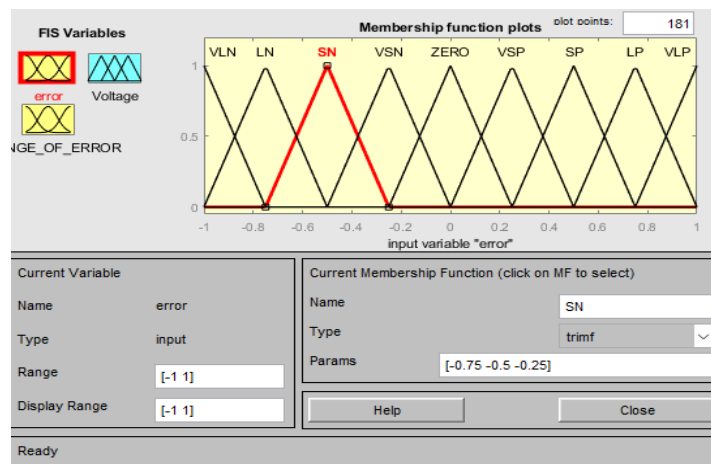 FIS Variables
error
Voltage
NGE_OF_ERROR
Membership function plots
plot points:
181
VLN LN SN VSN ZERO VSP SP LP VLP
1
0.5
0
-1 -0.8 -0.6 -0.4 -0.2 0 0.2 0.4 0.6 0.8 1
input variable "error"
Current Variable
Name error
Type input
Range [-1 1]
Display Range [-1 1]
Current Membership Function (click on MF to select)
Name SN
Type trimf
Params [-0.75 -0.5 -0.25]
Help Close
Ready